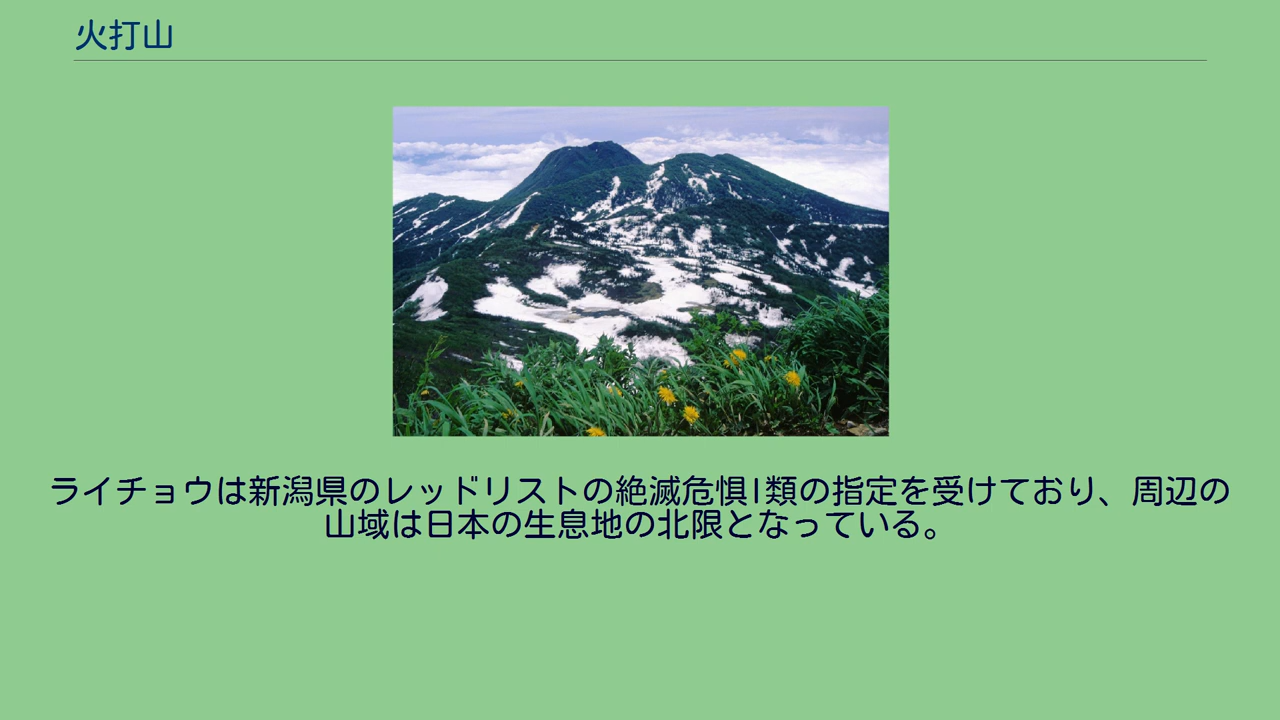 火打山
ライチョウは新潟県のレッドリストの絶滅危惧I類の指定を受けており、周辺の
山域は日本の生息地の北限となっている。